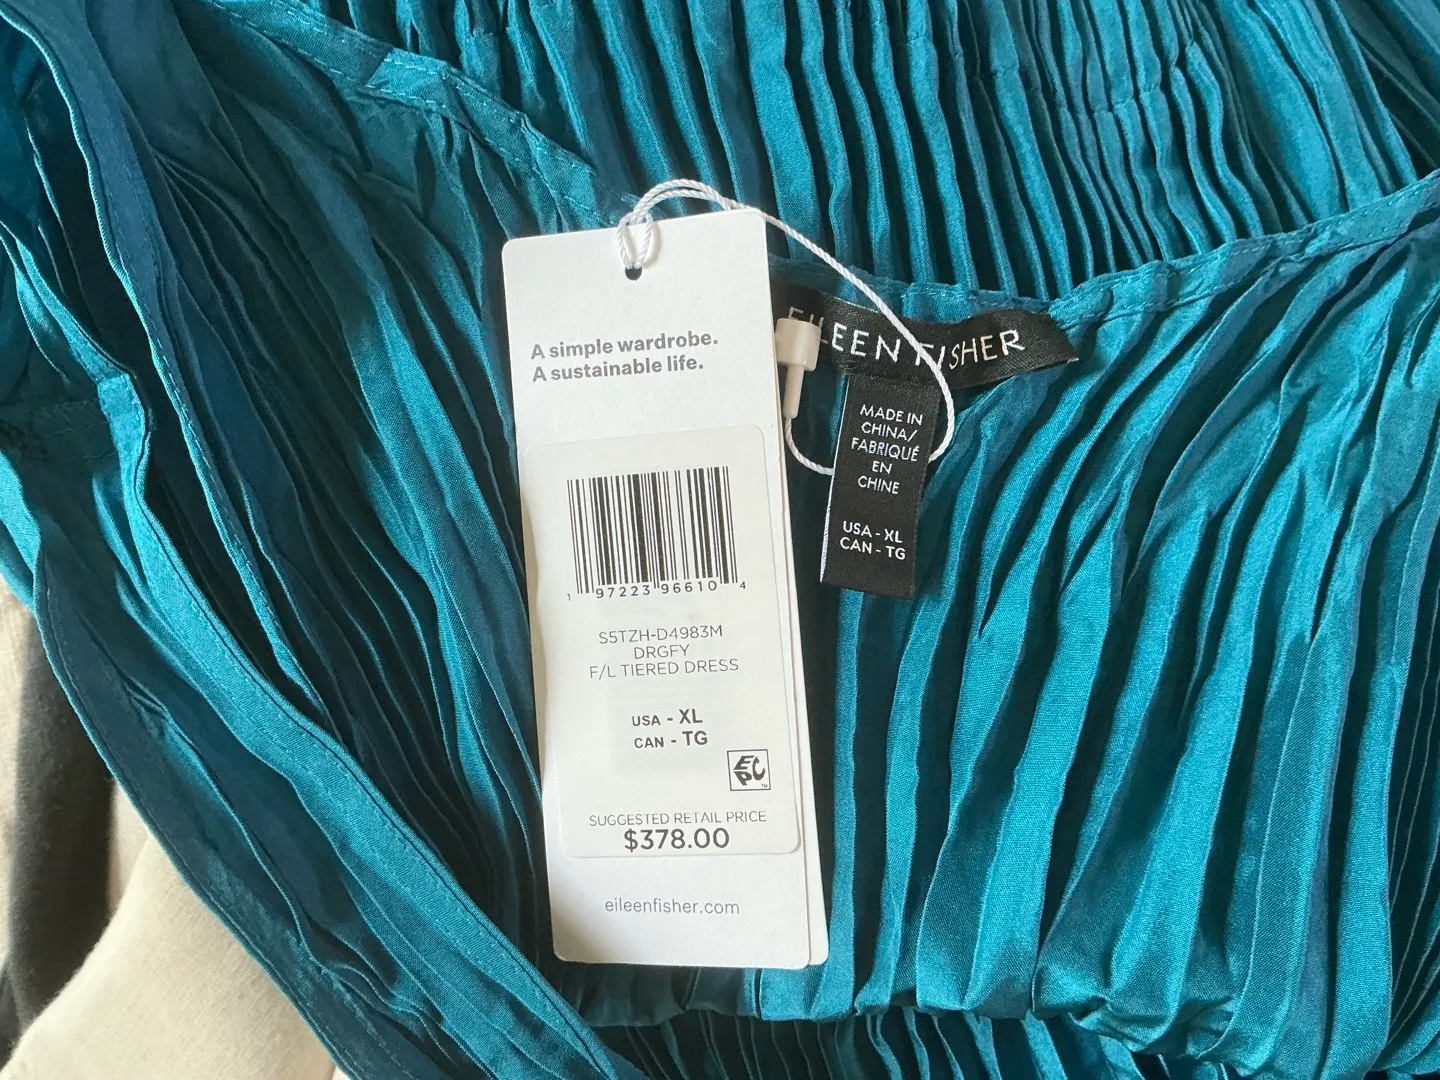 A simple wardrobe.
A sustainable life.
1 97223 96610 4
S5TZH-D4983M
DRGFY
F/L TIERED DRESS
USA - XL
CAN - TG
EPC
™
SUGGESTED RETAIL PRICE
$378.00
eileenfisher.com
EILEEN FISHER
MADE IN
CHINA/
FABRIQUÉ
EN
CHINE
USA - XL
CAN - TG